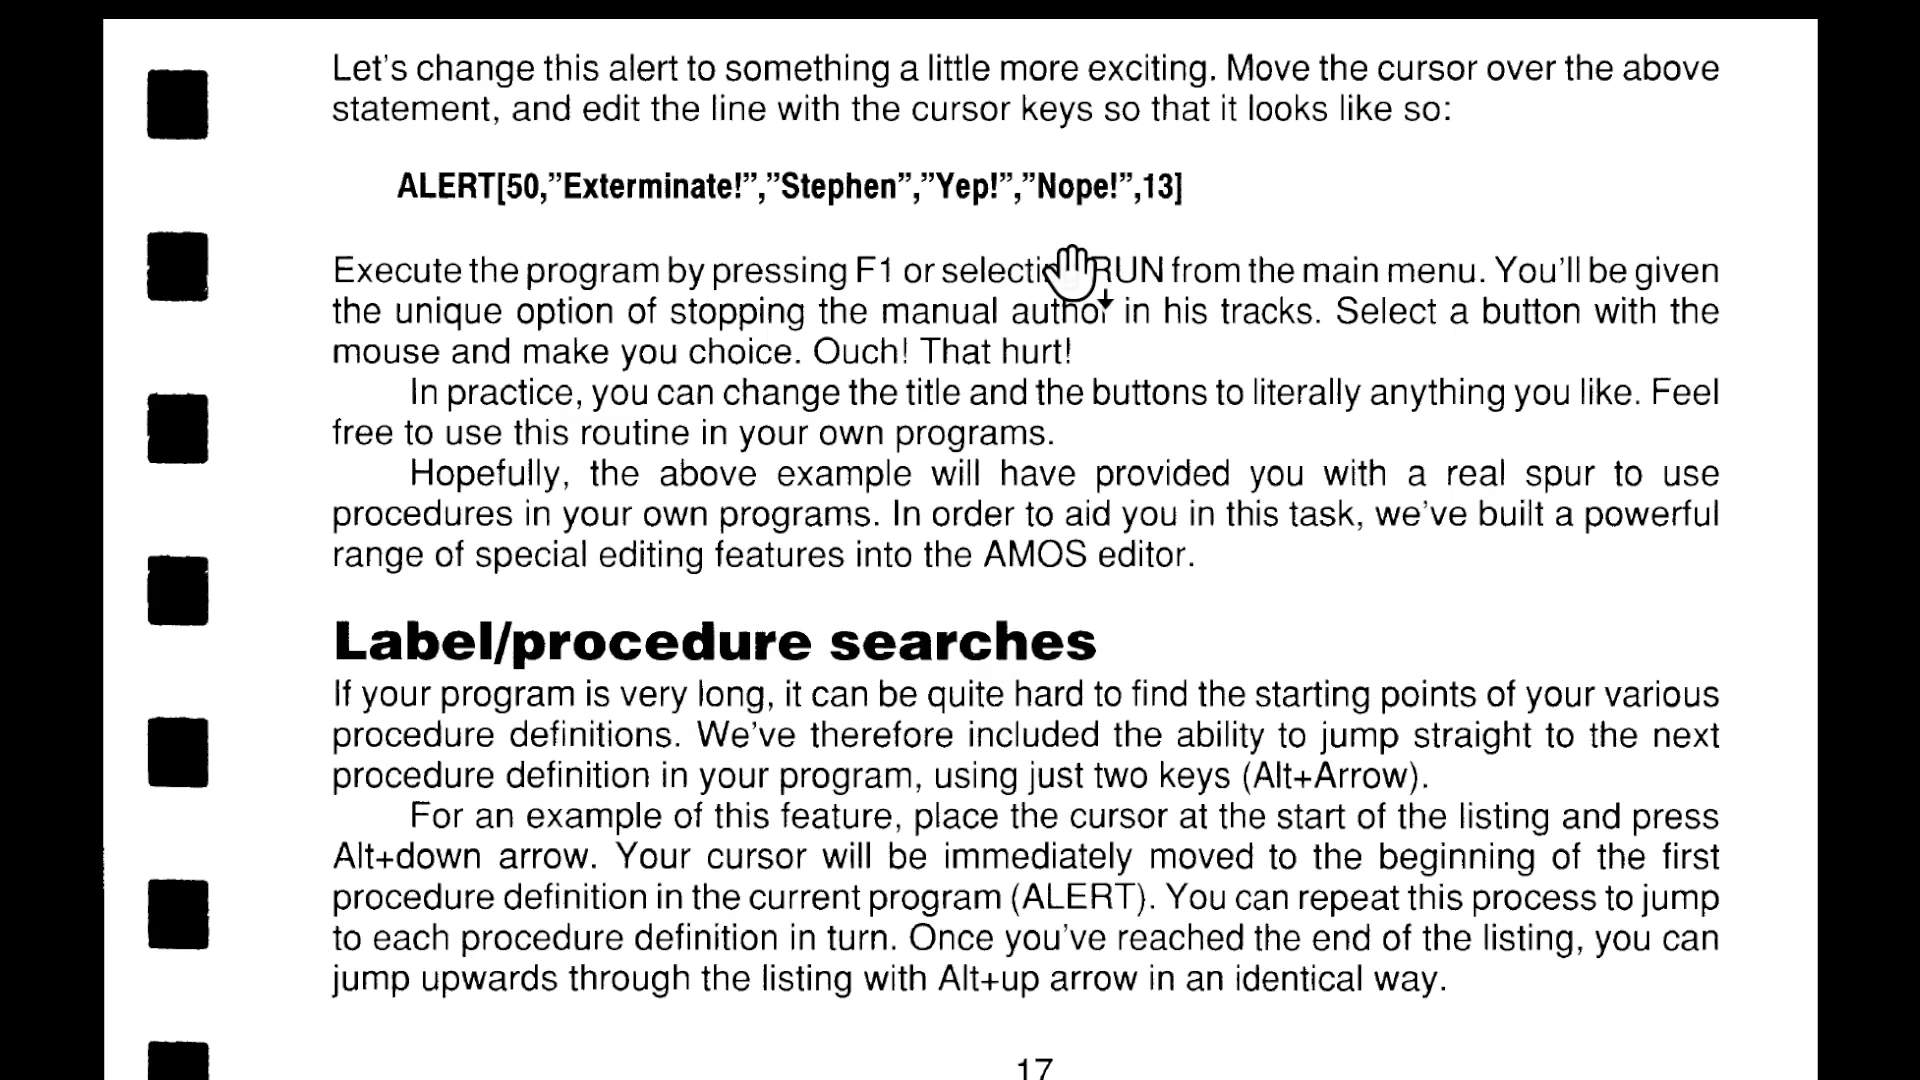 Let's change this alert to something a little more exciting. Move the cursor over the above
statement, and edit the line with the cursor keys so that it looks like so:
ALERT[50,”Exterminate!”,”Stephen”,”Yep!”,”Nope!”,13]
Execute the program by pressing F1 or RUN from the main menu. You'll be given
the unique option of stopping the manual author in his tracks. Select a button with the
mouse and make you choice. Ouch! That hurt!
In practice, you can change the title and the buttons to literally anything you like. Feel
free to use this routine in your own programs.
Hopefully, the above example will have provided you with a real spur to use
procedures in your own programs. In order to aid you in this task, we've built a powerful
range of special editing features into the AMOS editor.
Label/procedure searches
If your program is very long, it can be quite hard to find the starting points of your various
procedure definitions. We've therefore included the ability to jump straight to the next
procedure definition in your program, using just two keys (Alt+Arrow).
For an example of this feature, place the cursor at the start of the listing and press
Alt+down arrow. Your cursor will be immediately moved to the beginning of the first
procedure definition in the current program (ALERT). You can repeat this process to jump
to each procedure definition in turn. Once you've reached the end of the listing, you can
jump upwards through the listing with Alt+up arrow in an identical way.
17